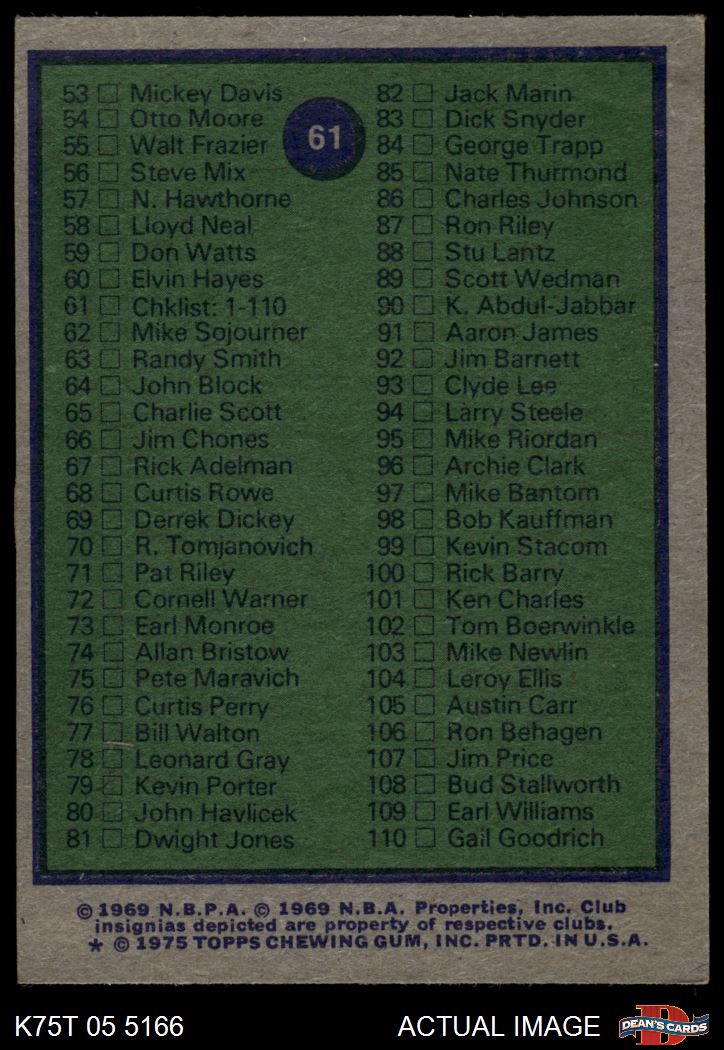 61
53 Mickey Davis
54 Otto Moore
55 Walt Frazier
56 Steve Mix
57 N. Hawthorne
58 Lloyd Neal
59 Don Watts
60 Elvin Hayes
61 Chklist: 1-110
62 Mike Sojourner
63 Randy Smith
64 John Block
65 Charlie Scott
66 Jim Chones
67 Rick Adelman
68 Curtis Rowe
69 Derrek Dickey
70 R. Tomjanovich
71 Pat Riley
72 Cornell Warner
73 Earl Monroe
74 Allan Bristow
75 Pete Maravich
76 Curtis Perry
77 Bill Walton
78 Leonard Gray
79 Kevin Porter
80 John Havlicek
81 Dwight Jones
82 Jack Marin
83 Dick Snyder
84 George Trapp
85 Nate Thurmond
86 Charles Johnson
87 Ron Riley
88 Stu Lantz
89 Scott Wedman
90 K. Abdul-Jabbar
91 Aaron James
92 Jim Barnett
93 Clyde Lee
94 Larry Steele
95 Mike Riordan
96 Archie Clark
97 Mike Bantom
98 Bob Kauffman
99 Kevin Stacom
100 Rick Barry
101 Ken Charles
102 Tom Boerwinkle
103 Mike Newlin
104 Leroy Ellis
105 Austin Carr
106 Ron Behagen
107 Jim Price
108 Bud Stallworth
109 Earl Williams
110 Gail Goodrich
© 1969 N.B.P.A. © 1969 N.B.A. Properties, Inc. Club
insignias depicted are property of respective clubs.
* © 1975 TOPPS CHEWING GUM, INC. PRTD. IN U.S.A.
K75T 05 5166
ACTUAL IMAGE
D
DEAN'S CARDS